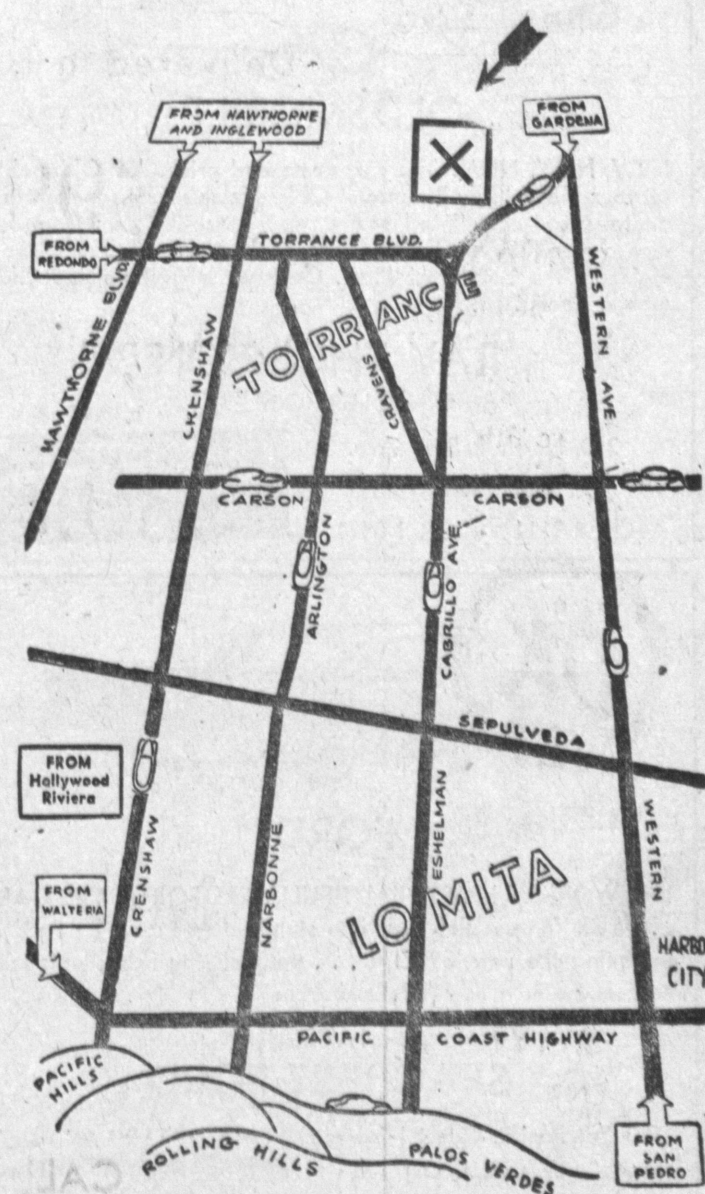 FROM HAWTHORNE
AND INGLEWOOD
FROM
GARDENA
X
FROM
REDONDO
TORRANCE BLVD.
HAWTHORNE BLVD.
CRENSHAW
TORRANCE
CRAVENS
WESTERN AVE.
CARSON
CARSON
ARLINGTON
CABRILLO AVE.
SEPULVEDA
FROM
Hollywood
Riviera
CRENSHAW
NARBONNE
ESHELMAN
WESTERN
LOMITA
FROM
WALTERIA
HARBO
CITY
PACIFIC COAST HIGHWAY
PACIFIC
HILLS
ROLLING HILLS
PALOS VERDES
FROM
SAN
PEDRO